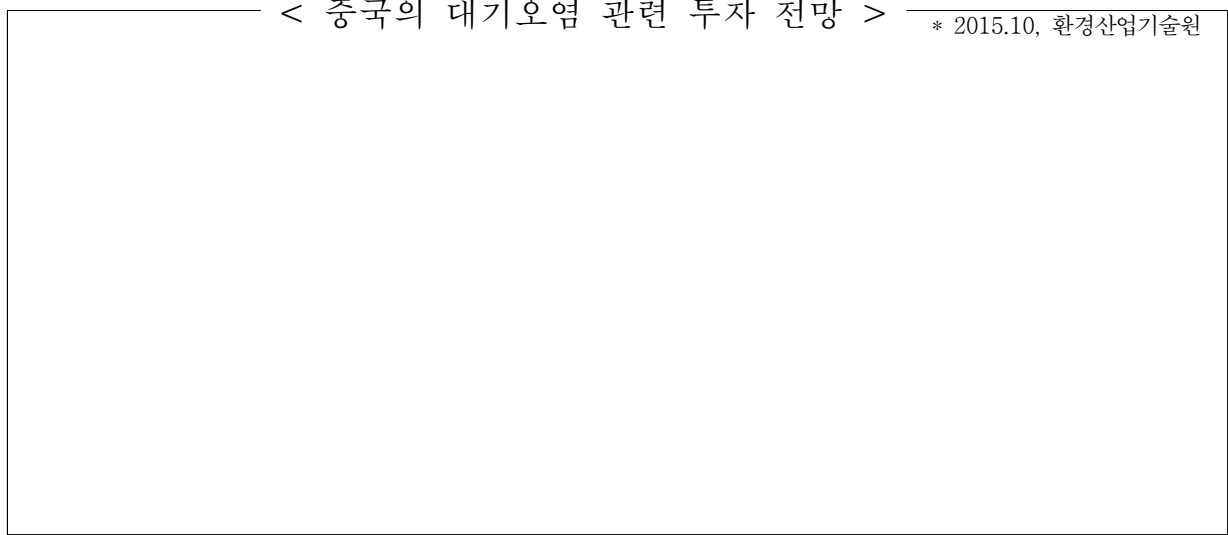 < 중국의 대기오염 관련 투자 전망 >
* 2015.10, 환경산업기술원